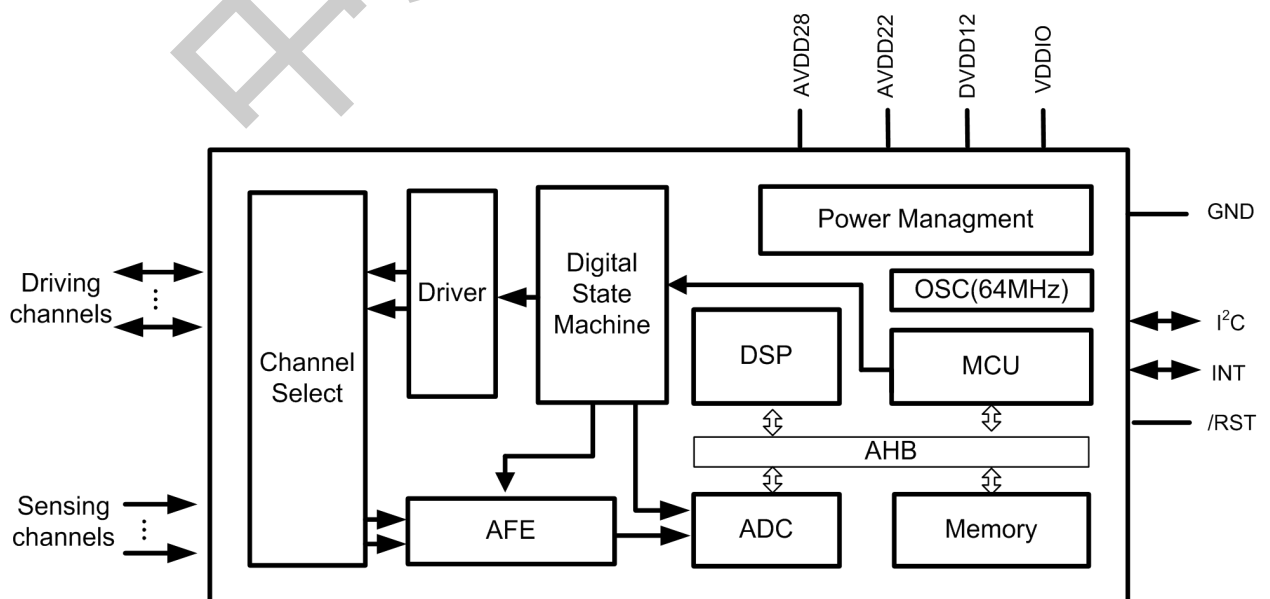 AVDD28
AVDD22
DVDD12
VDDIO
Power Managment
GND
Driving
channels
Driver
Digital
State
Machine
OSC(64MHz)
I²C
DSP
MCU
INT
Channel
Select
/RST
AHB
Sensing
channels
AFE
ADC
Memory